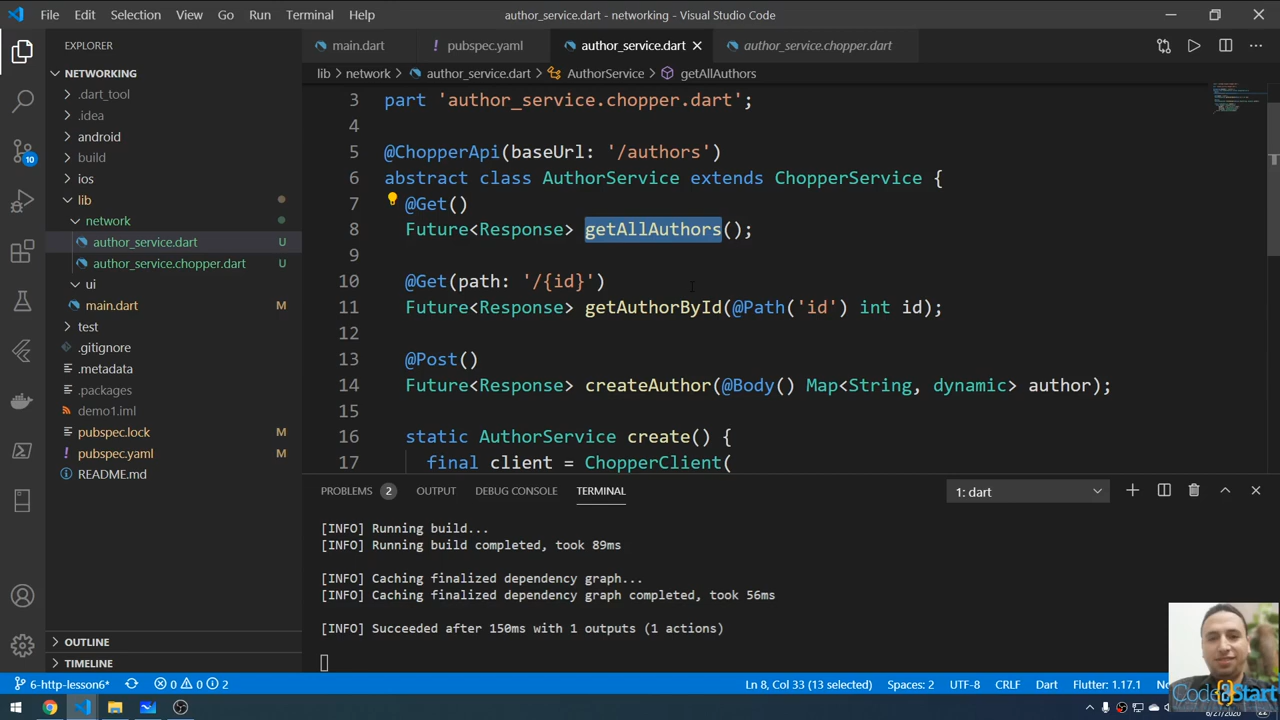 File Edit Selection View Go Run Terminal Help
author_service.dart - networking - Visual Studio Code
EXPLORER
NETWORKING
.dart_tool
.idea
android
build
ios
lib
network
author_service.dart U
author_service.chopper.dart U
ui
main.dart M
test
.gitignore
.metadata
.packages
demo1.iml
pubspec.lock M
pubspec.yaml M
README.md
OUTLINE
TIMELINE
10
main.dart
pubspec.yaml
author_service.dart
author_service.chopper.dart
lib > network > author_service.dart > AuthorService > getAllAuthors
3 part 'author_service.chopper.dart';
4
5 @ChopperApi(baseUrl: '/authors')
6 abstract class AuthorService extends ChopperService {
7 @Get()
8 Future<Response> getAllAuthors();
9
10 @Get(path: '/{id}')
11 Future<Response> getAuthorById(@Path('id') int id);
12
13 @Post()
14 Future<Response> createAuthor(@Body() Map<String, dynamic> author);
15
16 static AuthorService create() {
17 final client = ChopperClient(
PROBLEMS 2 OUTPUT DEBUG CONSOLE TERMINAL
1: dart
[INFO] Running build...
[INFO] Running build completed, took 89ms
[INFO] Caching finalized dependency graph...
[INFO] Caching finalized dependency graph completed, took 56ms
[INFO] Succeeded after 150ms with 1 outputs (1 actions)
Code{}Start
6-http-lesson6* 0 0 2
Ln 8, Col 33 (13 selected) Spaces: 2 UTF-8 CRLF Dart Flutter: 1.17.1
6/27/2020